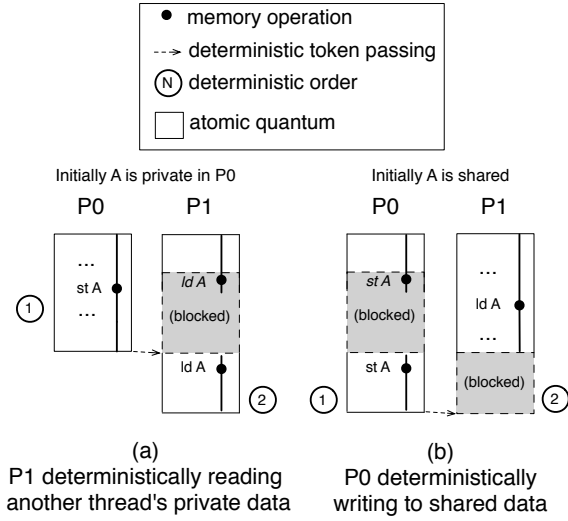 memory operation
deterministic token passing
N deterministic order
atomic quantum
Initially A is private in P0
P0 P1
... ld A
st A
... (blocked)
1
ld A
2
(a)
P1 deterministically reading
another thread's private data
Initially A is shared
P0 P1
st A ...
ld A
(blocked) ...
st A (blocked)
1 2
(b)
P0 deterministically
writing to shared data